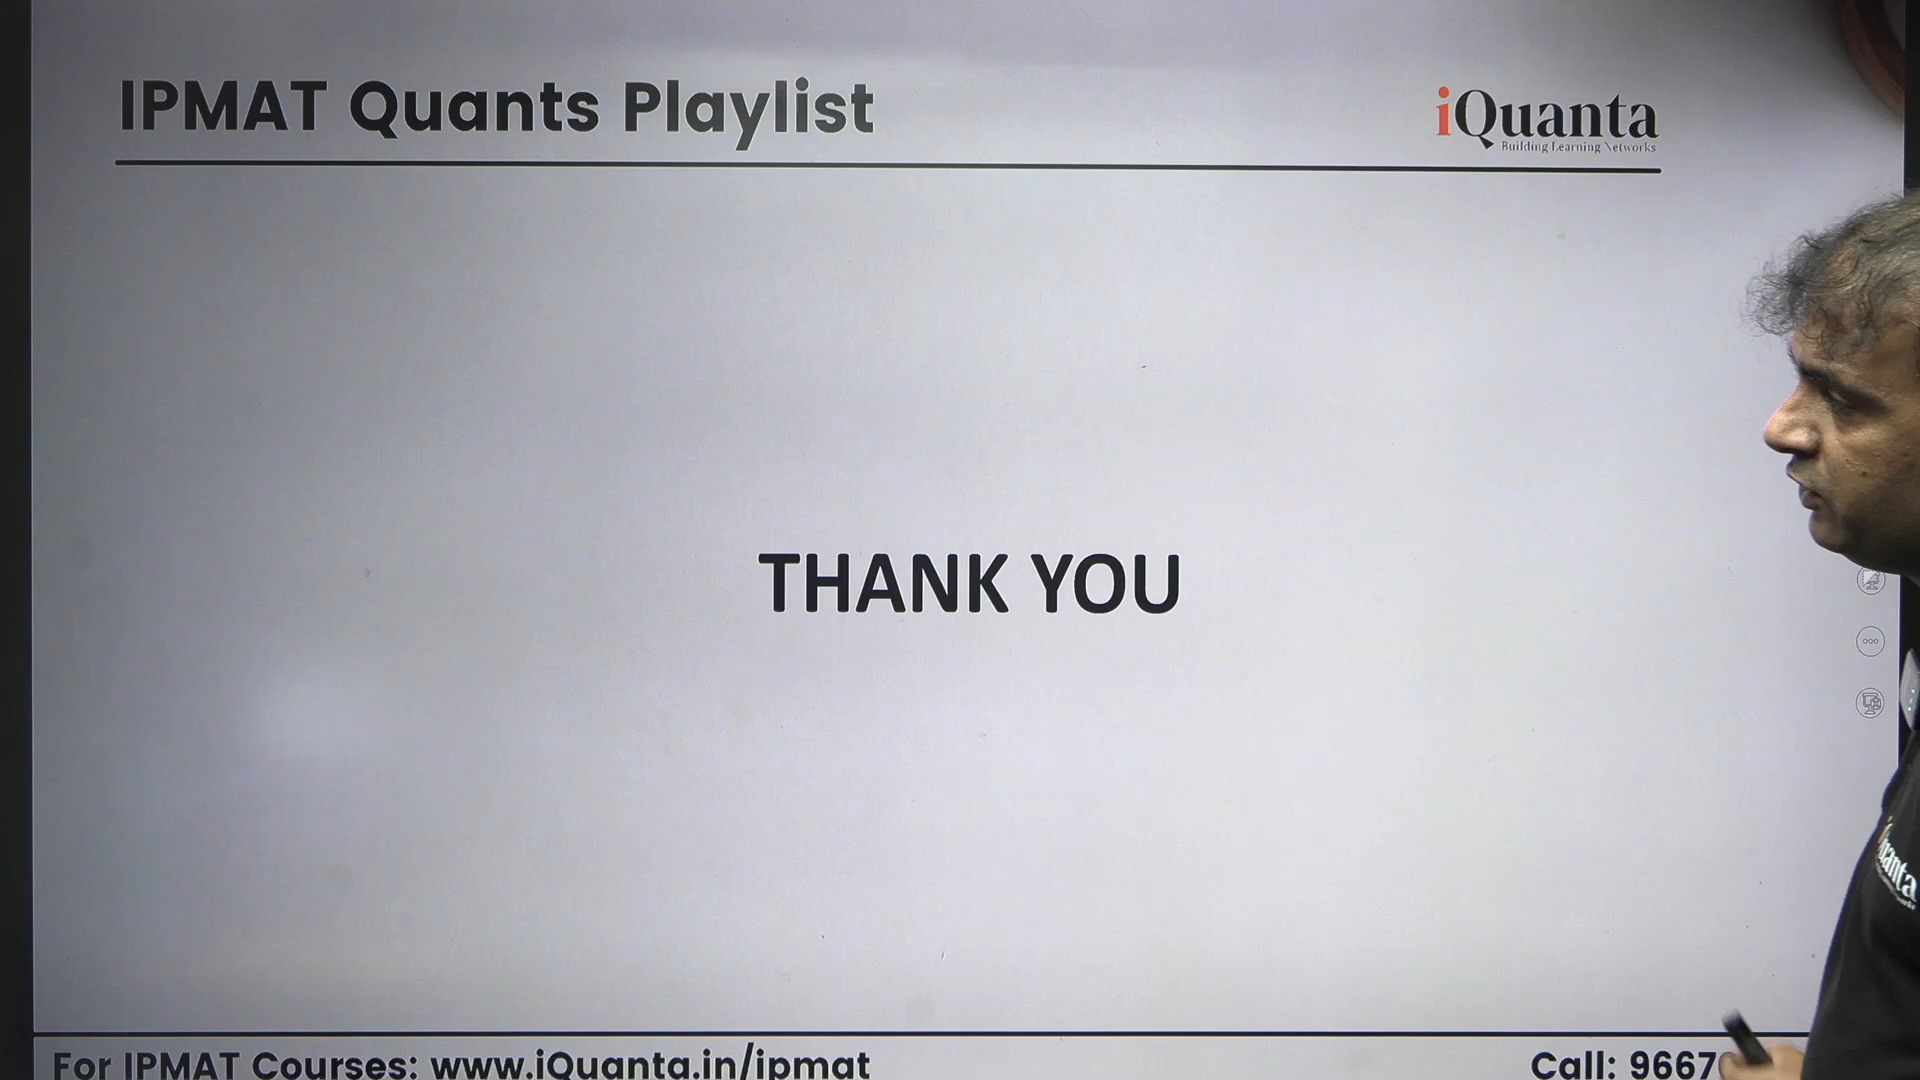 IPMAT Quants Playlist
iQuanta
Building Learning Networks
THANK YOU
For IPMAT Courses: www.iQuanta.in/ipmat
Call: 9667